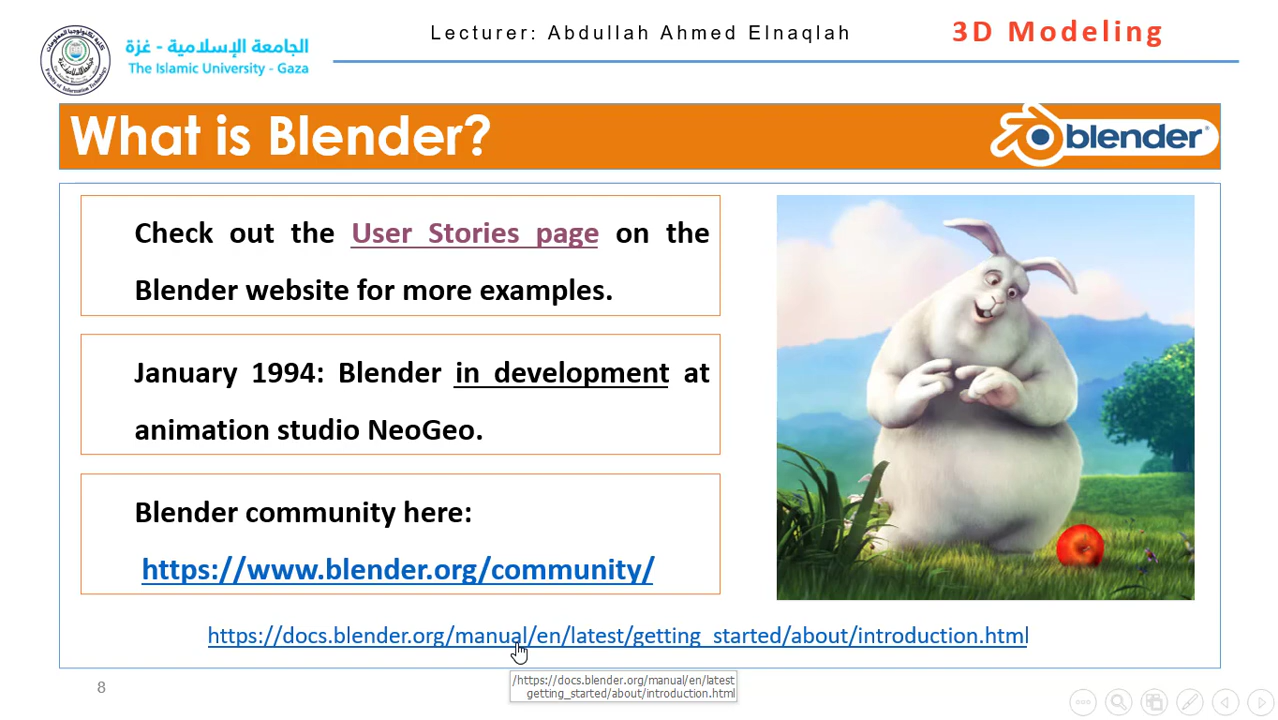 الجامعة الإسلامية - غزة
The Islamic University - Gaza
Lecturer: Abdullah Ahmed Elnaqlah
3D Modeling
What is Blender?
blender
Check out the User Stories page on the
Blender website for more examples.
January 1994: Blender in development at
animation studio NeoGeo.
Blender community here:
https://www.blender.org/community/
https://docs.blender.org/manual/en/latest/getting_started/about/introduction.html
/https://docs.blender.org/manual/en/latest
getting_started/about/introduction.html
8